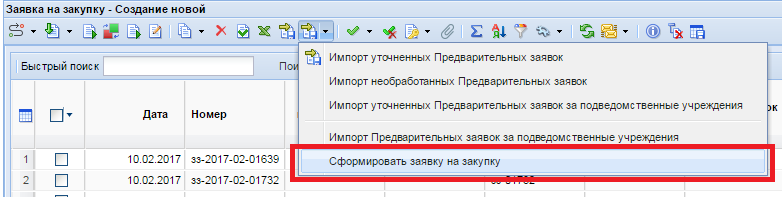 Заявка на закупку - Создание новой
Импорт уточненных Предварительных заявок
Быстрый поиск
Импорт необработанных Предварительных заявок
Импорт уточненных Предварительных заявок за подведомственные учреждения
Дата Номер
Импорт Предварительных заявок за подведомственные учреждения
1 10.02.2017 зз-2017-02-01639
Сформировать заявку на закупку
2 10.02.2017 зз-2017-02-01732